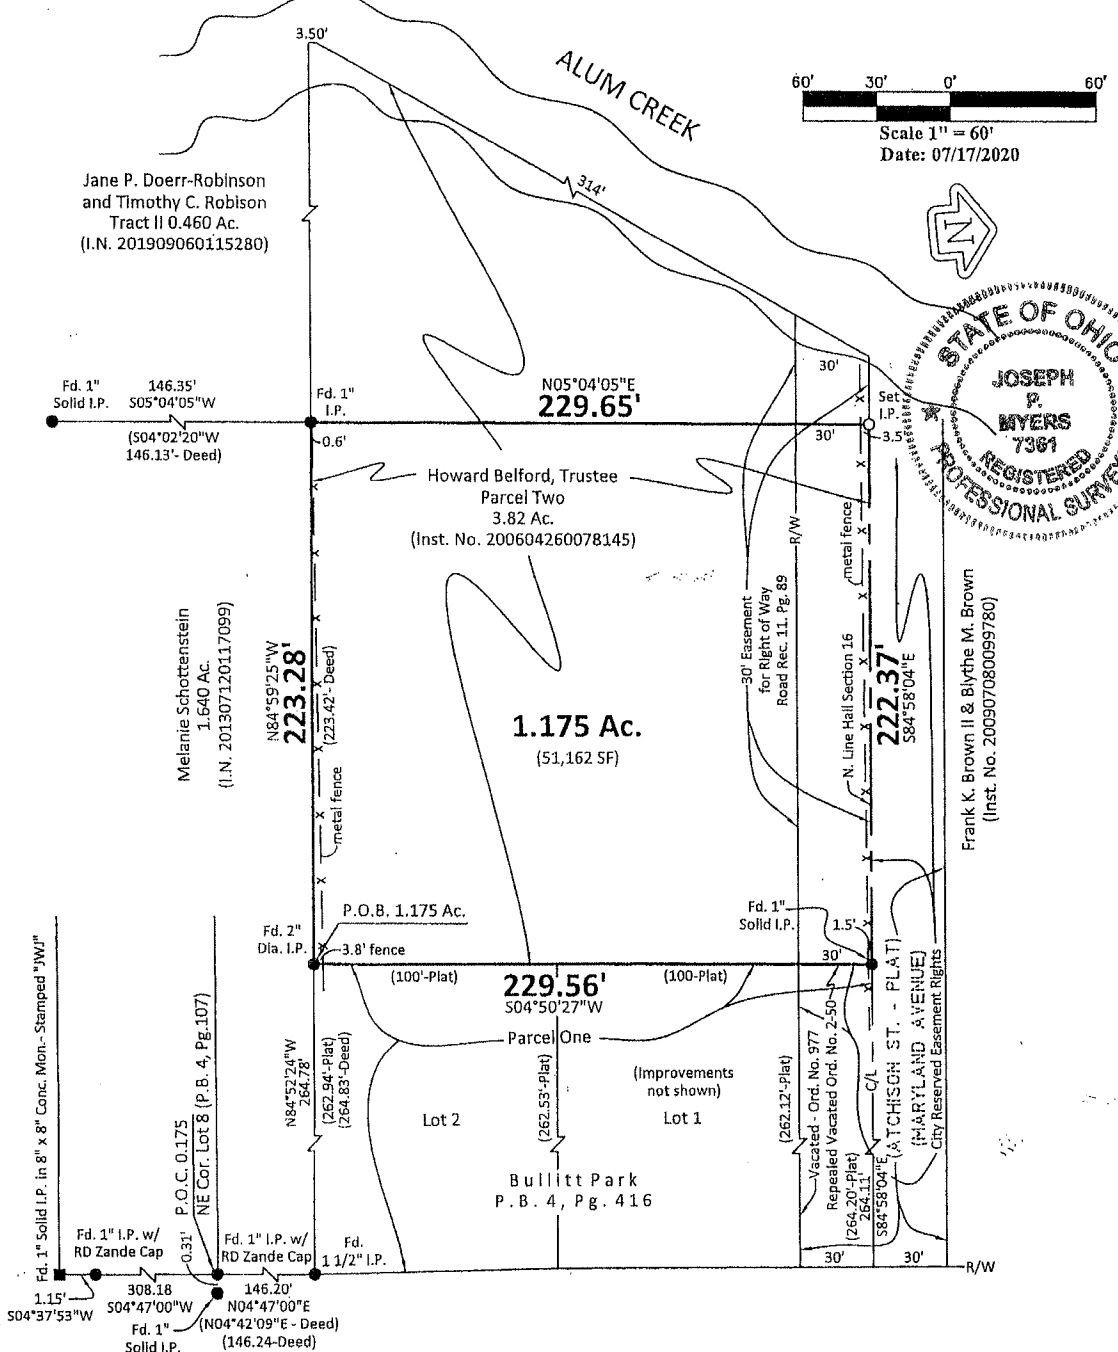 3.50'
ALUM CREEK
60' 30' 0' 60'
Scale 1" = 60'
Date: 07/17/2020
314'
N
Jane P. Doerr-Robinson
and Timothy C. Robison
Tract II 0.460 Ac.
(I.N. 201909060115280)
STATE OF OHIO
JOSEPH
P.
MYERS
7361
REGISTERED
PROFESSIONAL
30'
Fd. 1"
Solid I.P.
146.35'
S05°04'05"W
(S04°02'20"W
146.13'- Deed)
Fd. 1"
I.P.
0.6'
N05°04'05"E
229.65'
30'
Set
I.P.
3.5'
Howard Belford, Trustee
Parcel Two
3.82 Ac.
(Inst. No. 200604260078145)
R/W
metal fence
30' Easement
for Right of Way
Road Rec. 11. Pg. 89
N. Line Hall Section 16
222.37'
S84°58'04"E
Frank K. Brown II & Blythe M. Brown
(Inst. No. 200907080099780)
Melanie Schottenstein
1.640 Ac.
(I.N. 201307120117099)
N84°59'25"W
223.28'
(223.42'- Deed)
metal fence
1.175 Ac.
(51,162 SF)
P.O.B. 1.175 Ac.
Fd. 2"
Dia. I.P.
3.8' fence
Fd. 1"
Solid I.P.
1.5'
30'
(100'-Plat)
(100-Plat)
229.56'
S04°50'27"W
Parcel One
(Improvements
not shown)
Lot 2
Lot 1
Bullitt Park
P.B. 4, Pg. 416
N84°52'24"W
264.78'
(262.94'-Plat)
(264.83'-Deed)
(262.53'-Plat)
(262.12'-Plat)
Vacated - Ord. No. 977
Repealed Vacated Ord. No. 2-50
(264.20'-Plat)
264.11'
S84°58'04"E
C/L
(ATCHISON ST. - PLAT)
(MARYLAND AVENUE)
City Reserved Easement Rights
30'
30'
R/W
Fd. 1" Solid I.P. in 8" x 8" Conc. Mon.- Stamped "JWJ"
P.O.C. 0.175
NE Cor. Lot 8 (P.B. 4, Pg.107)
Fd. 1" I.P. w/
RD Zande Cap
0.31'
Fd. 1" I.P. w/
RD Zande Cap
Fd.
1 1/2" I.P.
1.15'
S04°37'53"W
308.18
S04°47'00"W
Fd. 1"
Solid I.P.
146.20'
N04°47'00"E
(N04°42'09"E - Deed)
(146.24-Deed)